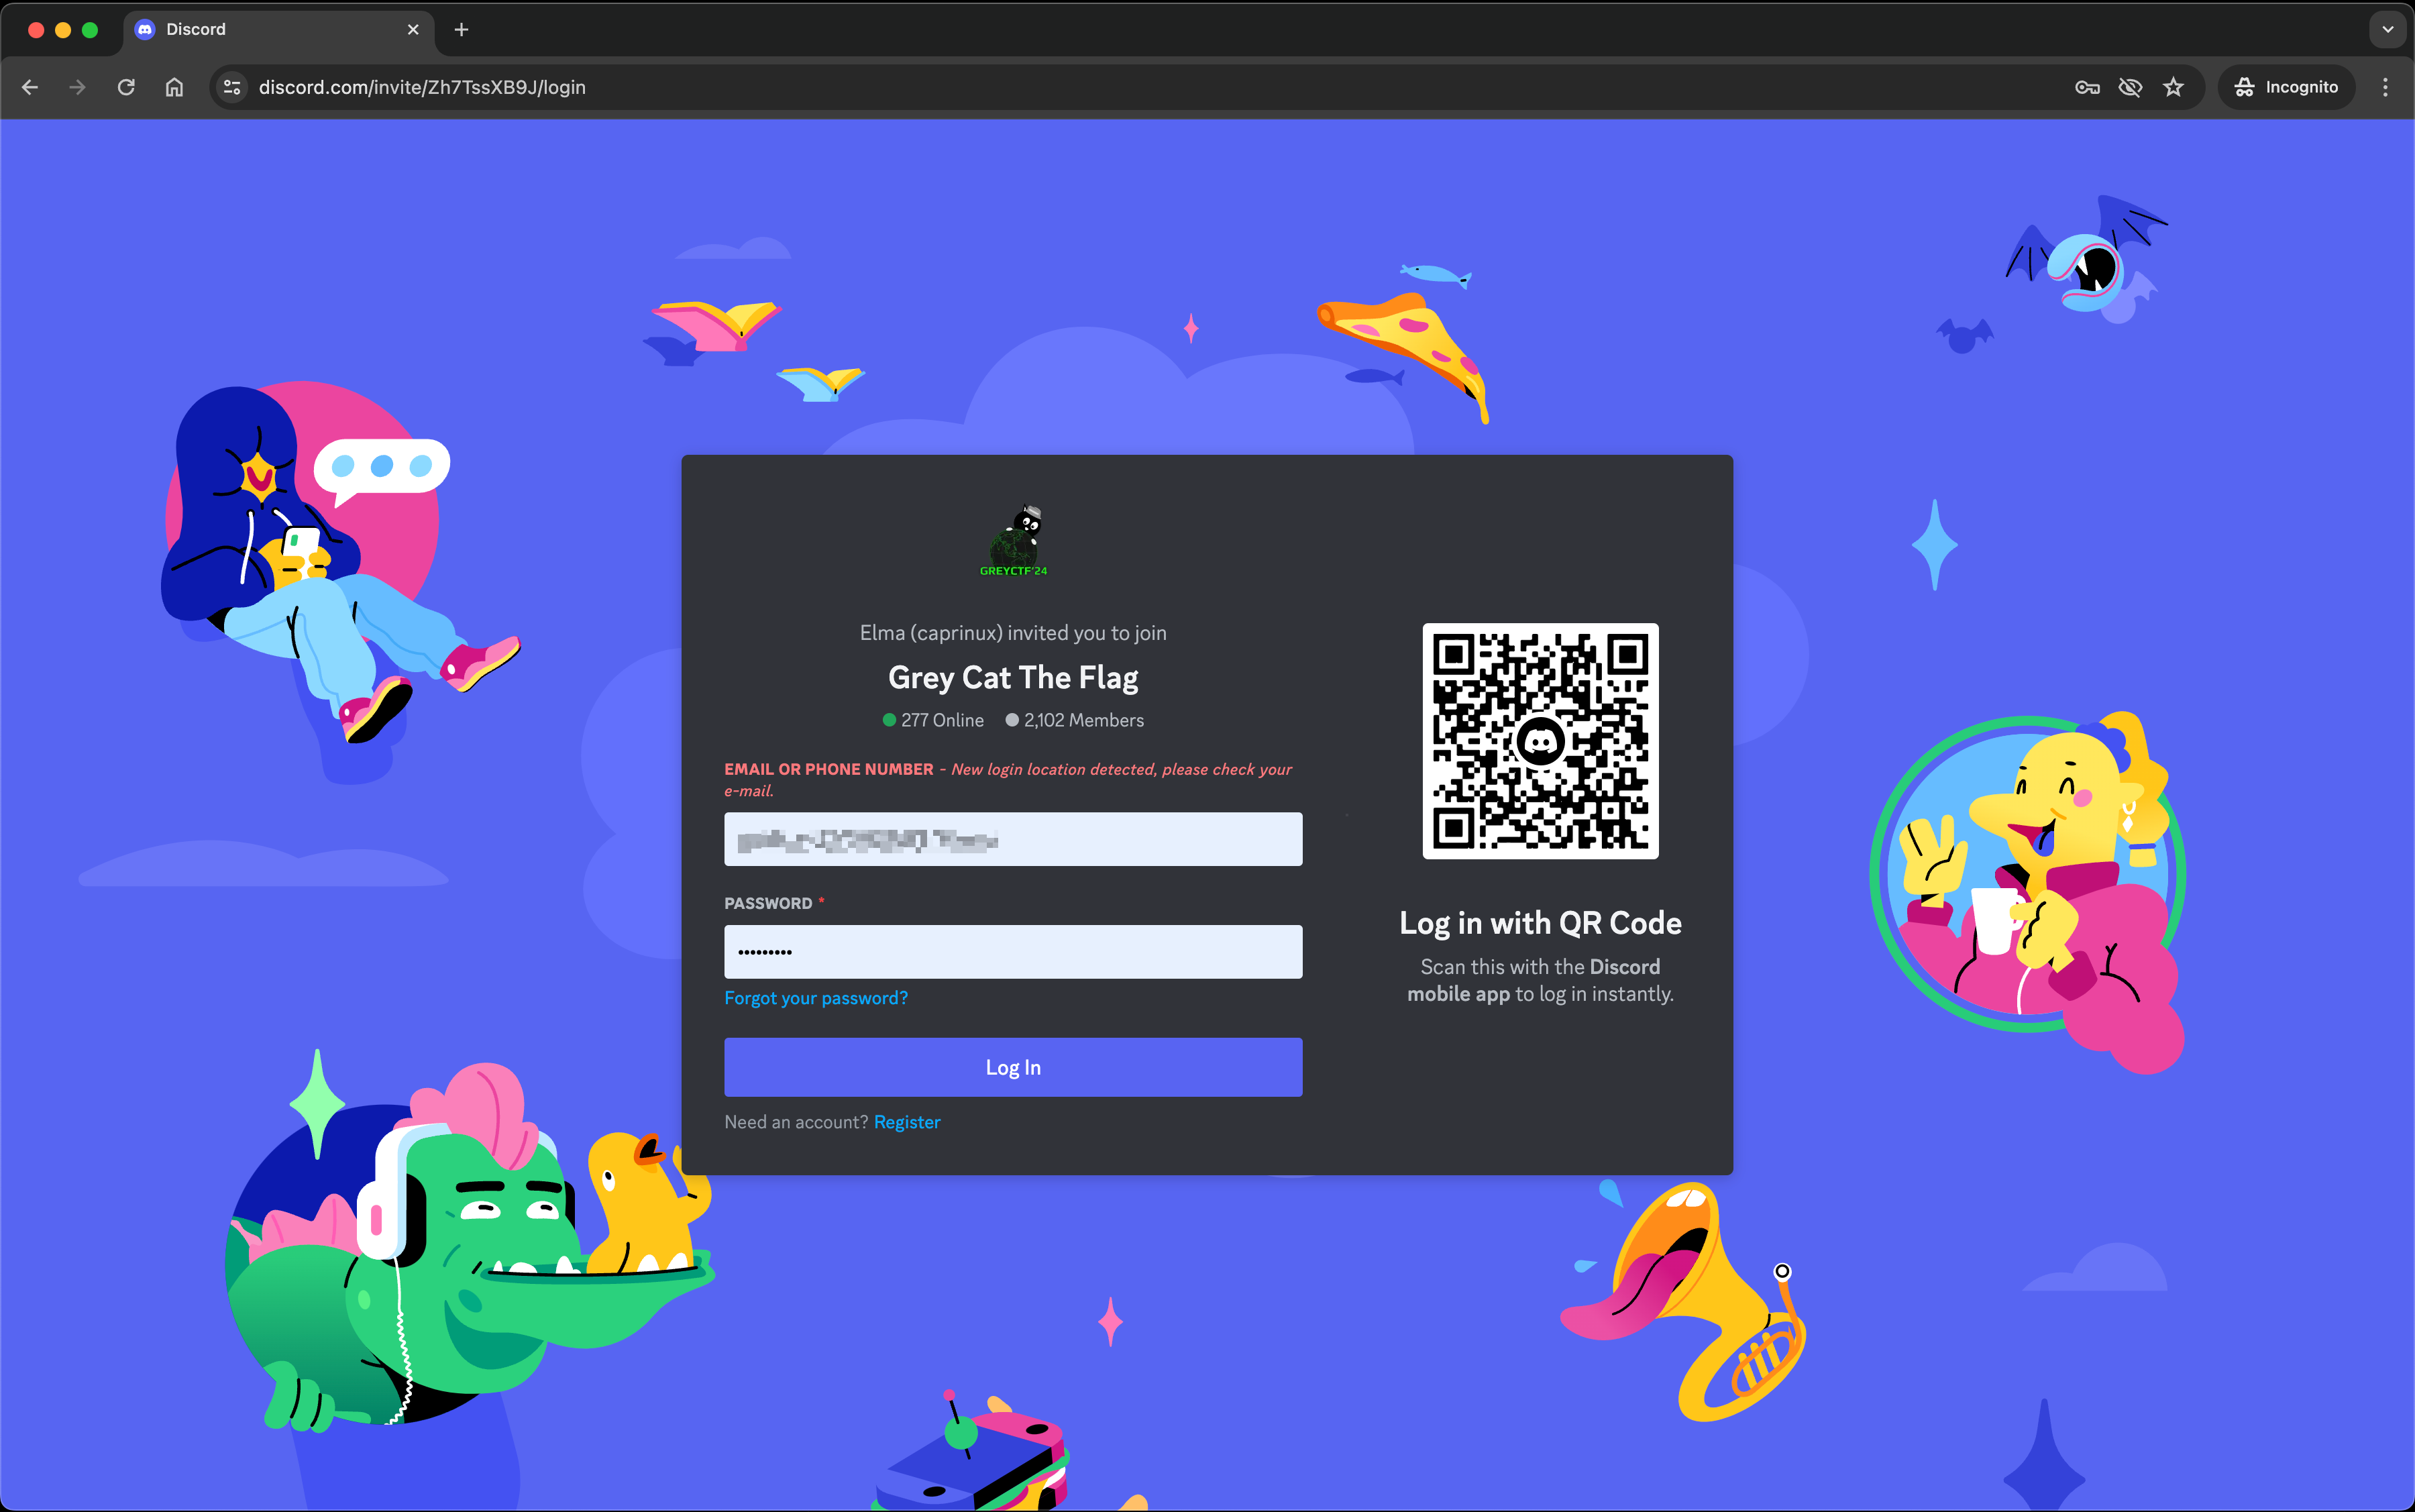 Discord
discord.com/invite/Zh7TssXB9J/login
Incognito
GREYCTF'24
Elma (caprinux) invited you to join
Grey Cat The Flag
277 Online 2,102 Members
EMAIL OR PHONE NUMBER - New login location detected, please check your
e-mail.
PASSWORD *
Forgot your password?
Log In
Need an account? Register
Log in with QR Code
Scan this with the Discord
mobile app to log in instantly.